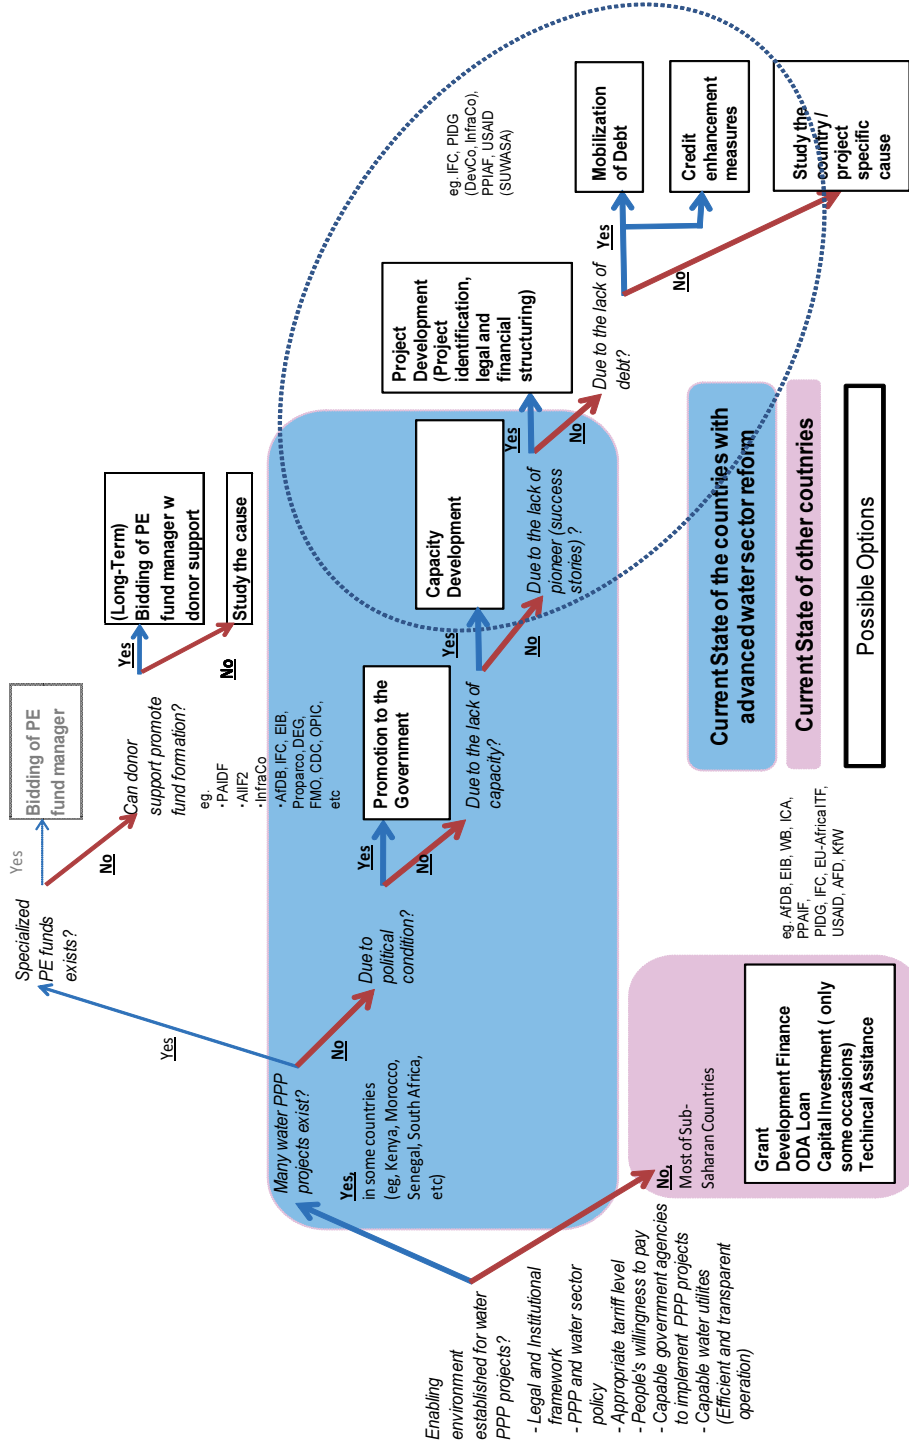 Enabling
environment
established for water
PPP projects?
- Legal and Institutional
framework
- PPP and water sector
policy
- Appropriate tarriff level
- People's willingness to pay
- Capable government agencies
to implement PPP projects
- Capable water utilites
(Efficient and transparent
operation)
Yes,
in some countries
(eg, Kenya, Morocco,
Senegal, South Africa,
etc)
No,
Most of Sub-
Saharan Countries
Grant
Development Finance
ODA Loan
Capital Investment ( only
some occasions)
Techincal Assitance
eg. AfDB, EIB, WB, ICA,
PPAIF,
PIDG, IFC, EU-Africa ITF,
USAID, AFD, KfW
Many water PPP
projects exist?
Yes
No
Specialized
PE funds
exists?
Yes
Bidding of PE
fund manager
No
Can donor
support promote
fund formation?
eg.
・PAIDF
・AIIF2
・InfraCo
・AfDB, IFC, EIB,
Proparco, DEG,
FMO, CDC, OPIC,
etc
Yes
(Long-Term)
Bidding of PE
fund manager w
donor support
No
Study the cause
Due to
political
condition?
Yes
Promotion to the
Government
No
Due to the lack of
capacity?
Yes
Capacity
Development
No
Due to the lack of
pioneer (success
stories) ?
Yes
Project
Development
(Project
identification,
legal and
financial
structuring)
eg. IFC, PIDG
(DevCo, InfraCo),
PPIAF, USAID
(SUWASA)
No
Due to the lack of
debt?
Yes
Mobilization
of Debt
Credit
enhancement
measures
No
Study the
country /
project
specific
cause
Current State of the countries with
advanced water sector reform
Current State of other coutnries
Possible Options